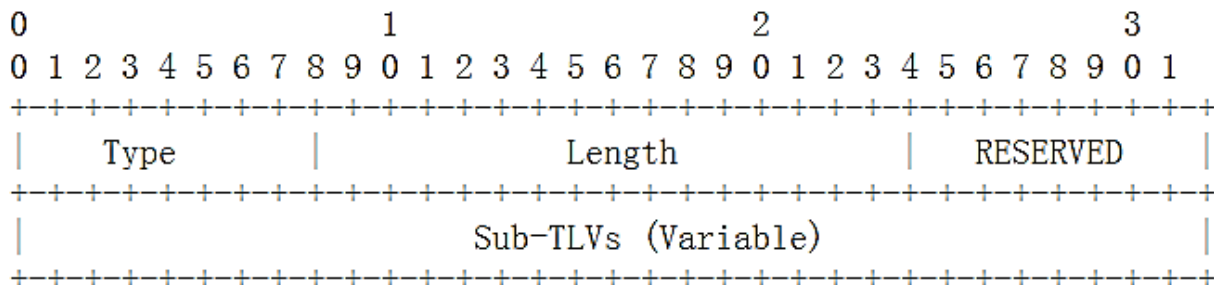 0                   1                   2                   3
0 1 2 3 4 5 6 7 8 9 0 1 2 3 4 5 6 7 8 9 0 1 2 3 4 5 6 7 8 9 0 1
+-+-+-+-+-+-+-+-+-+-+-+-+-+-+-+-+-+-+-+-+-+-+-+-+-+-+-+-+-+-+-+-+
|    Type       |             Length            |   RESERVED    |
+-+-+-+-+-+-+-+-+-+-+-+-+-+-+-+-+-+-+-+-+-+-+-+-+-+-+-+-+-+-+-+-+
|                        Sub-TLVs (Variable)                    |
+-+-+-+-+-+-+-+-+-+-+-+-+-+-+-+-+-+-+-+-+-+-+-+-+-+-+-+-+-+-+-+-+